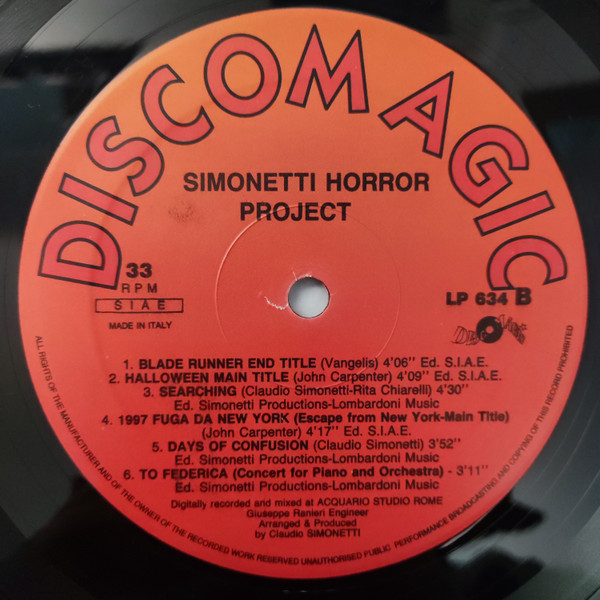 DISCOMAGIC
SIMONETTI HORROR
PROJECT
33
RPM
SIAE
MADE IN ITALY
LP 634 B
1. BLADE RUNNER END TITLE (Vangelis) 4'06'' Ed. S.I.A.E.
2. HALLOWEEN MAIN TITLE (John Carpenter) 4'09'' Ed. S.I.A.E.
3. SEARCHING (Claudio Simonetti-Rita Chiarelli) 4'30''
Ed. Simonetti Productions-Lombardoni Music
4. 1997 FUGA DA NEW YORK (Escape from New York-Main Title)
(John Carpenter) 4'17'' Ed. S.I.A.E.
5. DAYS OF CONFUSION (Claudio Simonetti) 3'52''
Ed. Simonetti Productions-Lombardoni Music
6. TO FEDERICA (Concert for Piano and Orchestra) - 3'11''
Ed. Simonetti Productions-Lombardoni Music
Digitally recorded and mixed at ACQUARIO STUDIO ROME
Giuseppe Ranieri Engineer
Arranged & Produced
by Claudio SIMONETTI
ALL RIGHTS OF THE MANUFACTURER AND OF THE OWNER OF THE RECORDED WORK RESERVED UNAUTHORISED PUBLIC PERFORMANCE BROADCASTING AND COPYING OF THIS RECORD PROHIBITED